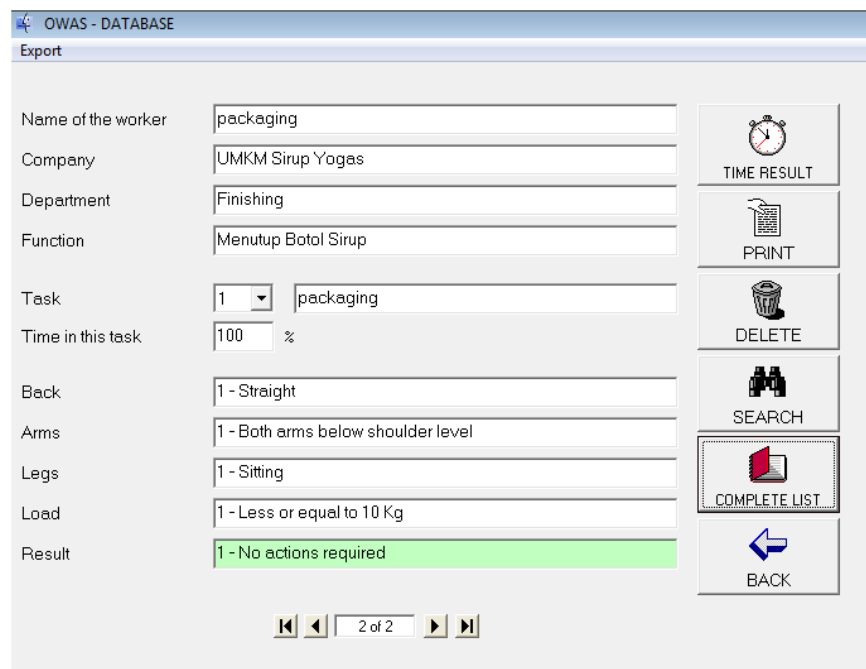 OWAS - DATABASE
Export
Name of the worker packaging
Company UMKM Sirup Yogas
Department Finishing
Function Menutup Botol Sirup
Task 1 packaging
Time in this task 100 %
Back 1 - Straight
Arms 1 - Both arms below shoulder level
Legs 1 - Sitting
Load 1 - Less or equal to 10 Kg
Result 1 - No actions required
2 of 2
TIME RESULT
PRINT
DELETE
SEARCH
COMPLETE LIST
BACK